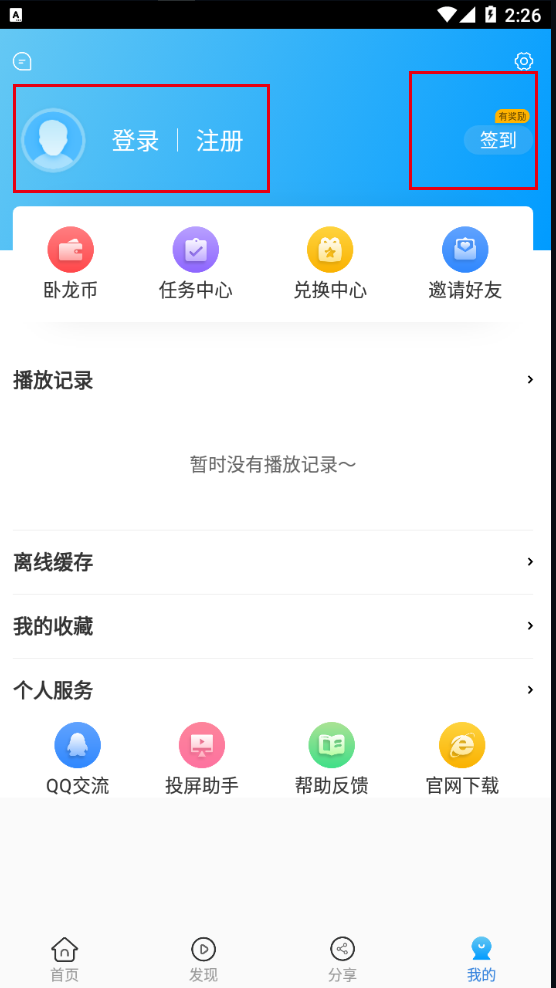 A
2:26
有奖励
登录 注册
签到
卧龙币 任务中心 兑换中心 邀请好友
播放记录
暂时没有播放记录～
离线缓存
我的收藏
个人服务
QQ交流 投屏助手 帮助反馈 官网下载
首页 发现 分享 我的